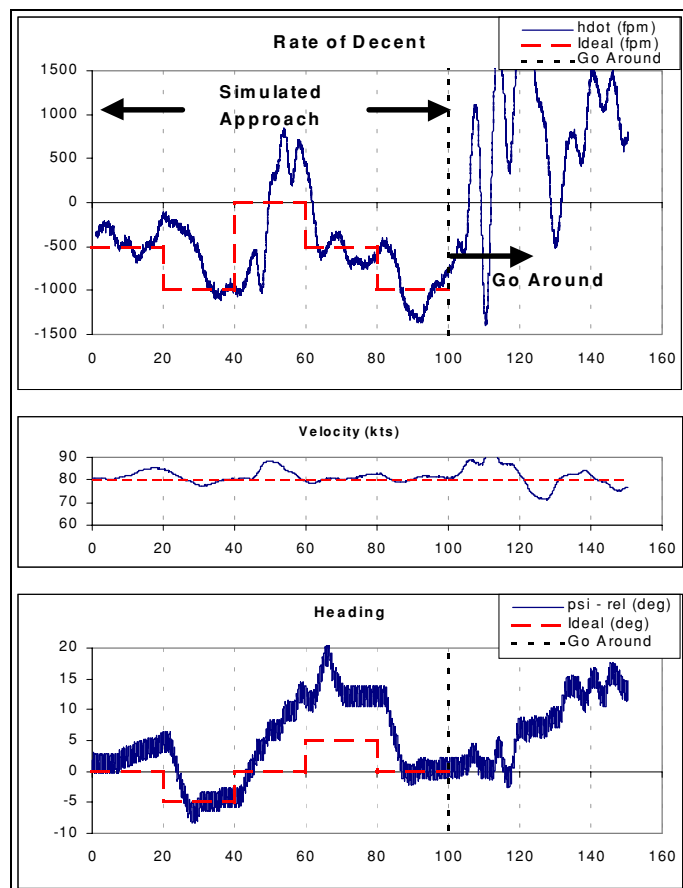 Rate of Decent
hdot (fpm)
Ideal (fpm)
Go Around
1500
1000
500
0
-500
-1000
-1500
Simulated
Approach
Go Around
0 20 40 60 80 100 120 140 160
Velocity (kts)
90
80
70
60
0 20 40 60 80 100 120 140 160
Heading
psi - rel (deg)
Ideal (deg)
Go Around
20
15
10
5
0
-5
-10
0 20 40 60 80 100 120 140 160